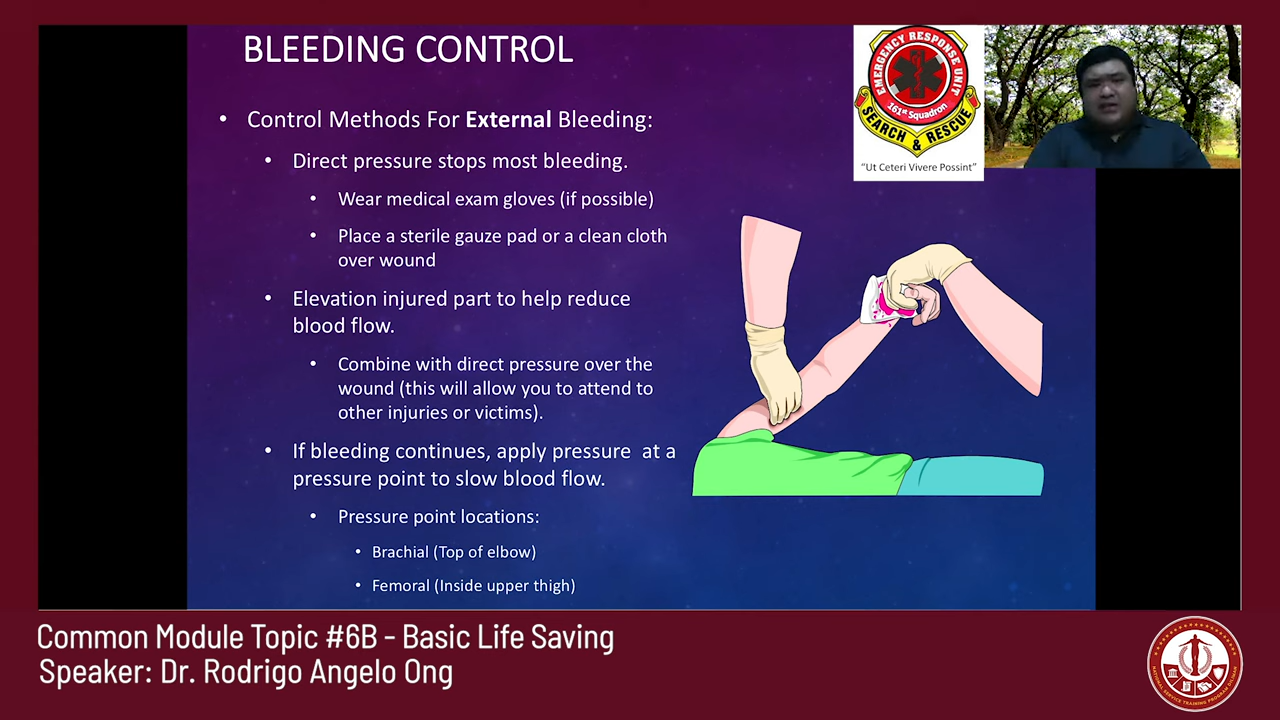 BLEEDING CONTROL
• Control Methods For External Bleeding:
• Direct pressure stops most bleeding.
• Wear medical exam gloves (if possible)
• Place a sterile gauze pad or a clean cloth
over wound
• Elevation injured part to help reduce
blood flow.
• Combine with direct pressure over the
wound (this will allow you to attend to
other injuries or victims).
• If bleeding continues, apply pressure at a
pressure point to slow blood flow.
• Pressure point locations:
• Brachial (Top of elbow)
• Femoral (Inside upper thigh)
EMERGENCY RESPONSE UNIT
161st Squadron
SEARCH & RESCUE
"Ut Ceteri Vivere Possint"
Common Module Topic #6B - Basic Life Saving
Speaker: Dr. Rodrigo Angelo Ong
NATIONAL SERVICE TRAINING PROGRAM DILIMAN